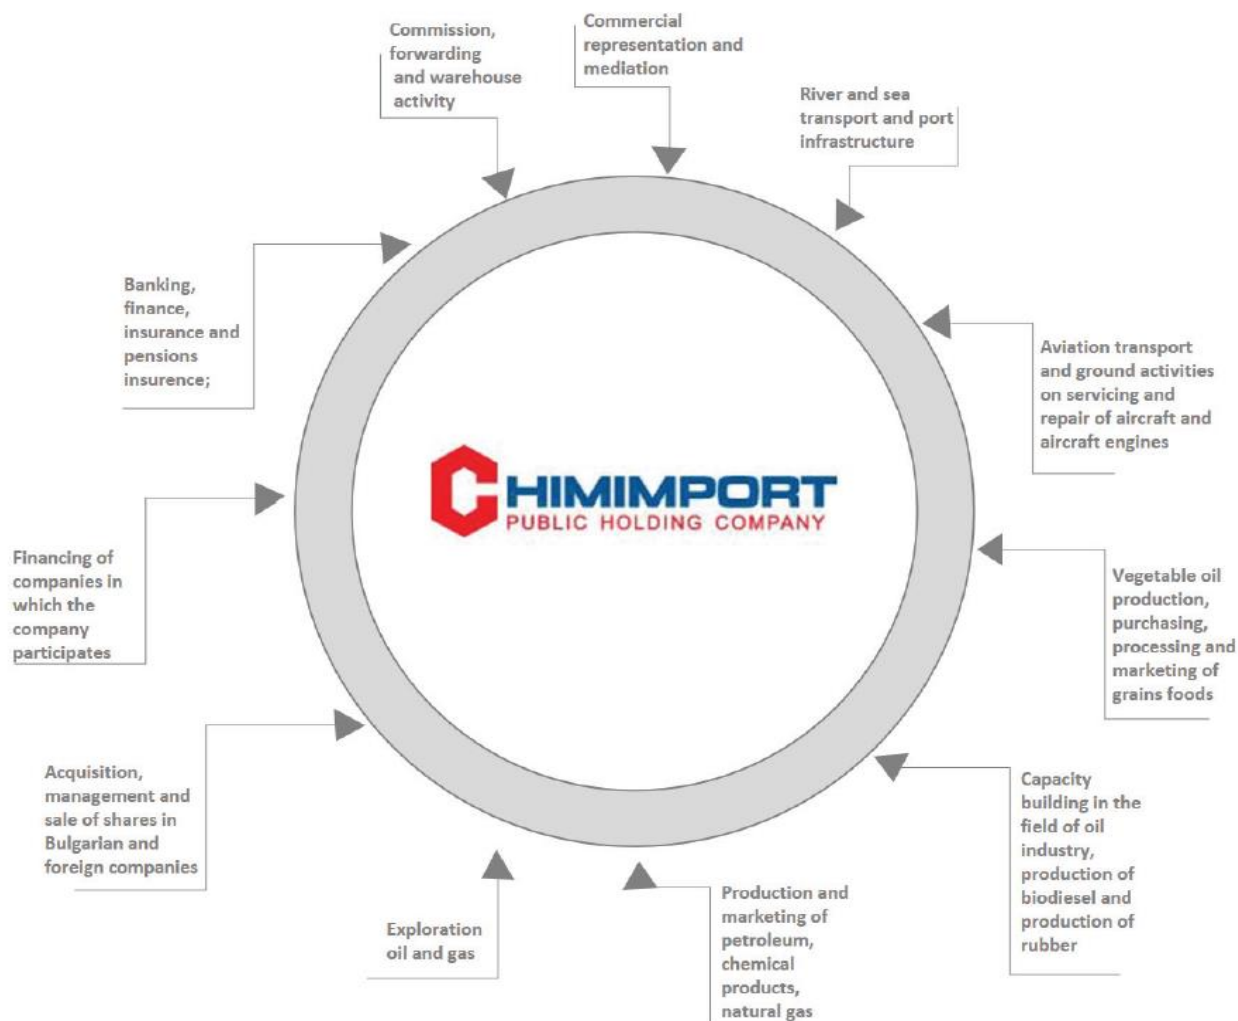 Commission,
forwarding
and warehouse
activity
Commercial
representation and
mediation
River and sea
transport and port
infrastructure
Banking,
finance,
insurance and
pensions
insurence;
Aviation transport
and ground activities
on servicing and
repair of aircraft and
aircraft engines
CHIMIMPORT
PUBLIC HOLDING COMPANY
Financing of
companies in
which the
company
participates
Vegetable oil
production,
purchasing,
processing and
marketing of
grains foods
Acquisition,
management and
sale of shares in
Bulgarian and
foreign companies
Capacity
building in the
field of oil
industry,
production of
biodiesel and
production of
rubber
Exploration
oil and gas
Production and
marketing of
petroleum,
chemical
products,
natural gas